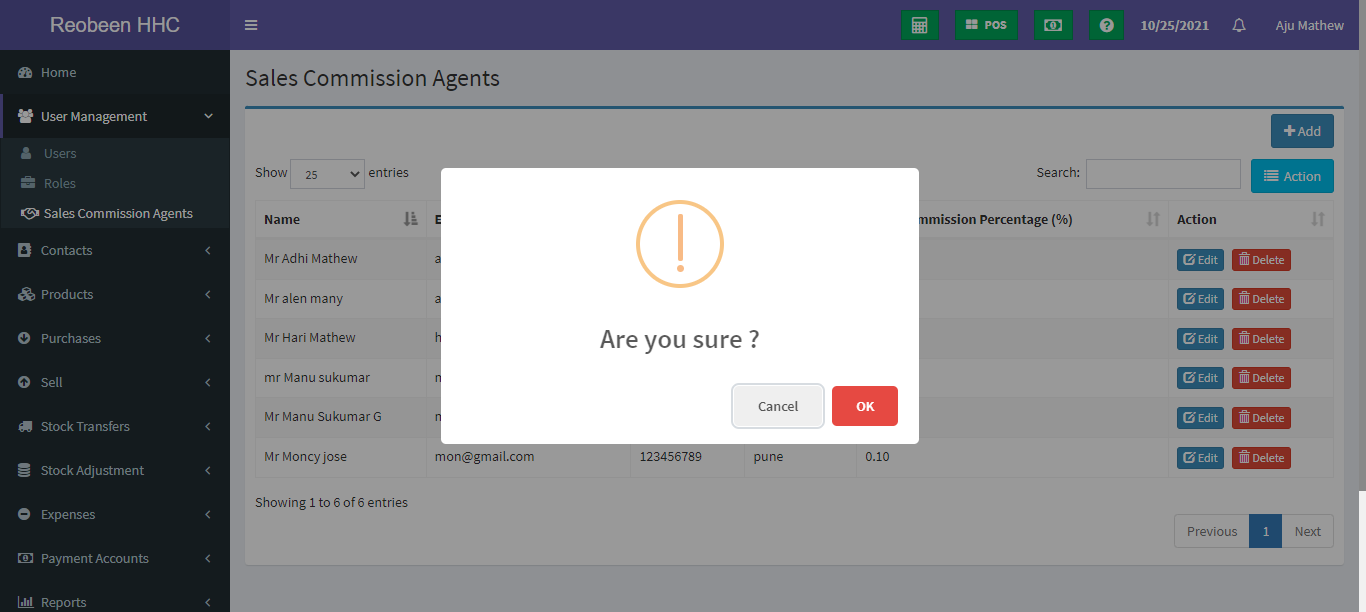 Reobeen HHC
POS
10/25/2021
Aju Mathew
Home
User Management
Users
Roles
Sales Commission Agents
Contacts
Products
Purchases
Sell
Stock Transfers
Stock Adjustment
Expenses
Payment Accounts
Reports
Sales Commission Agents
Add
Show 25 entries
Search:
Action
Name
Percentage (%)
Action
Mr Adhi Mathew
Edit Delete
Mr alen many
Edit Delete
Mr Hari Mathew
Edit Delete
mr Manu sukumar
Edit Delete
Mr Manu Sukumar G
Edit Delete
Mr Moncy jose mon@gmail.com 123456789 pune 0.10
Edit Delete
Showing 1 to 6 of 6 entries
Previous 1 Next
Are you sure ?
Cancel OK